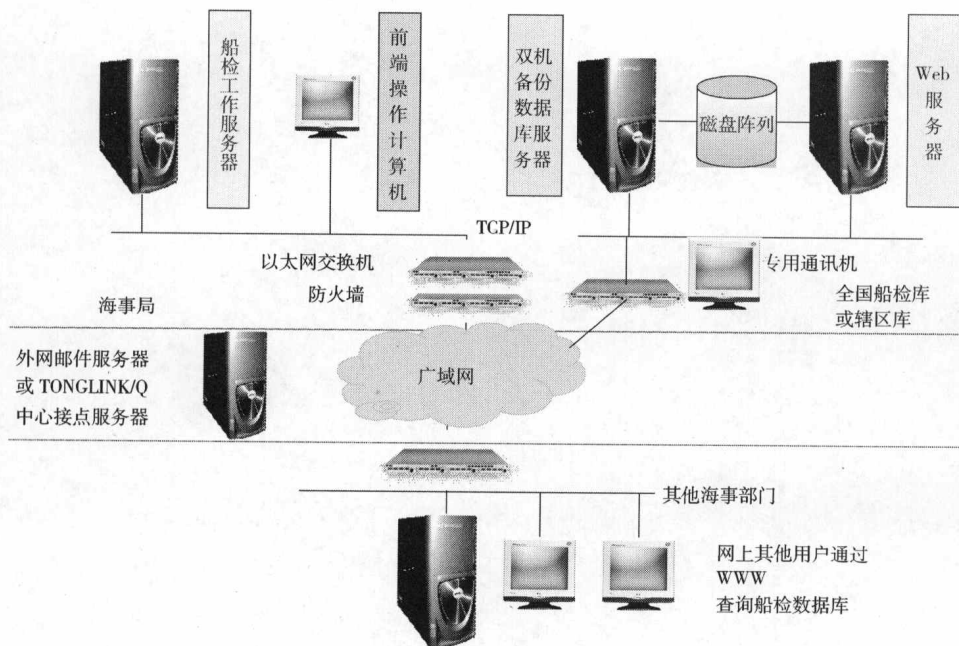 船检工作服务器
前端操作计算机
双机
备份
数据
库服
务器
磁盘阵列
Web
服
务
器
TCP/IP
以太网交换机
防火墙
专用通讯机
海事局
全国船检库
或辖区库
外网邮件服务器
或 TONGLINK/Q
中心接点服务器
广域网
其他海事部门
网上其他用户通过
WWW
查询船检数据库